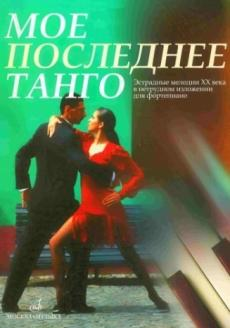 МОЕ
ПОСЛЕДНЕЕ
ТАНГО
Эстрадные мелодии XX века
в нетрудном изложении
для фортепиано
МОСКВА • МУЗЫКА